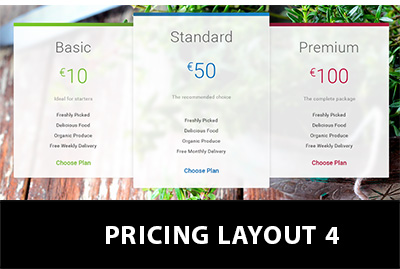 Basic
€10
Ideal for starters
Freshly Picked
Delicious Food
Organic Produce
Free Weekly Delivery
Choose Plan
Standard
€50
The recommended choice
Freshly Picked
Delicious Food
Organic Produce
Free Monthly Delivery
Choose Plan
Premium
€100
The complete package
Freshly Picked
Delicious Food
Organic Produce
Free Weekly Delivery
Choose Plan
PRICING LAYOUT 4